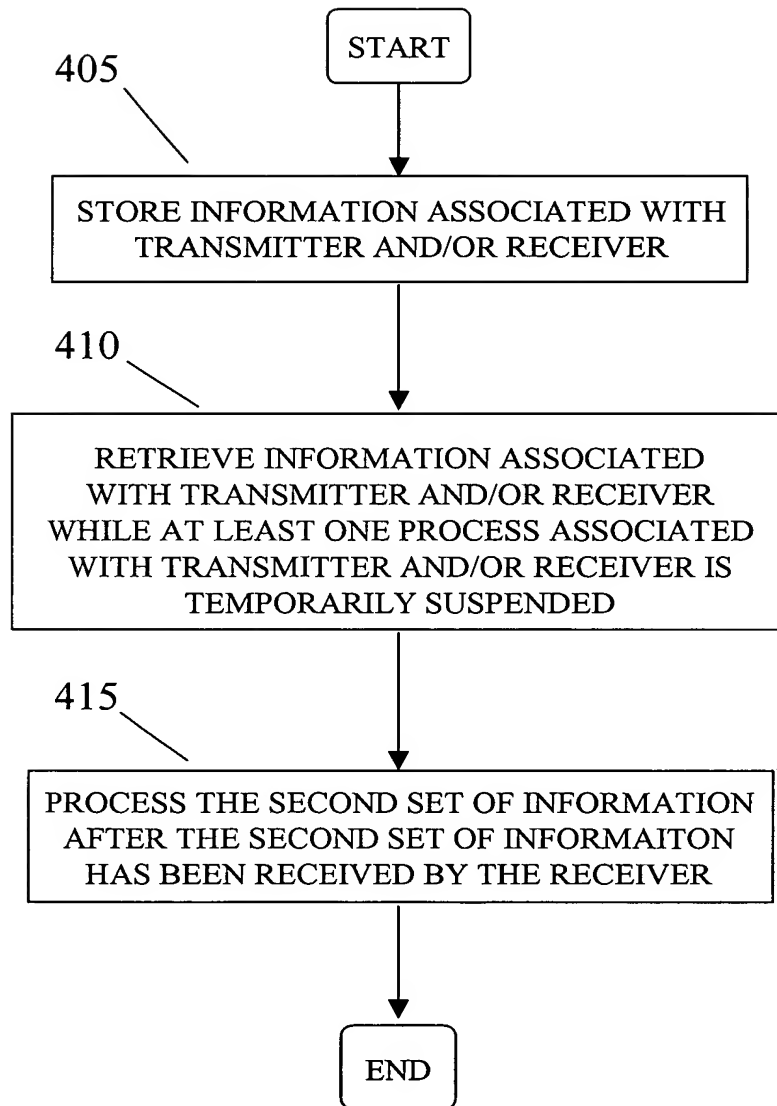 START
405
STORE INFORMATION ASSOCIATED WITH
TRANSMITTER AND/OR RECEIVER
410
RETRIEVE INFORMATION ASSOCIATED
WITH TRANSMITTER AND/OR RECEIVER
WHILE AT LEAST ONE PROCESS ASSOCIATED
WITH TRANSMITTER AND/OR RECEIVER IS
TEMPORARILY SUSPENDED
415
PROCESS THE SECOND SET OF INFORMATION
AFTER THE SECOND SET OF INFORMAITON
HAS BEEN RECEIVED BY THE RECEIVER
END